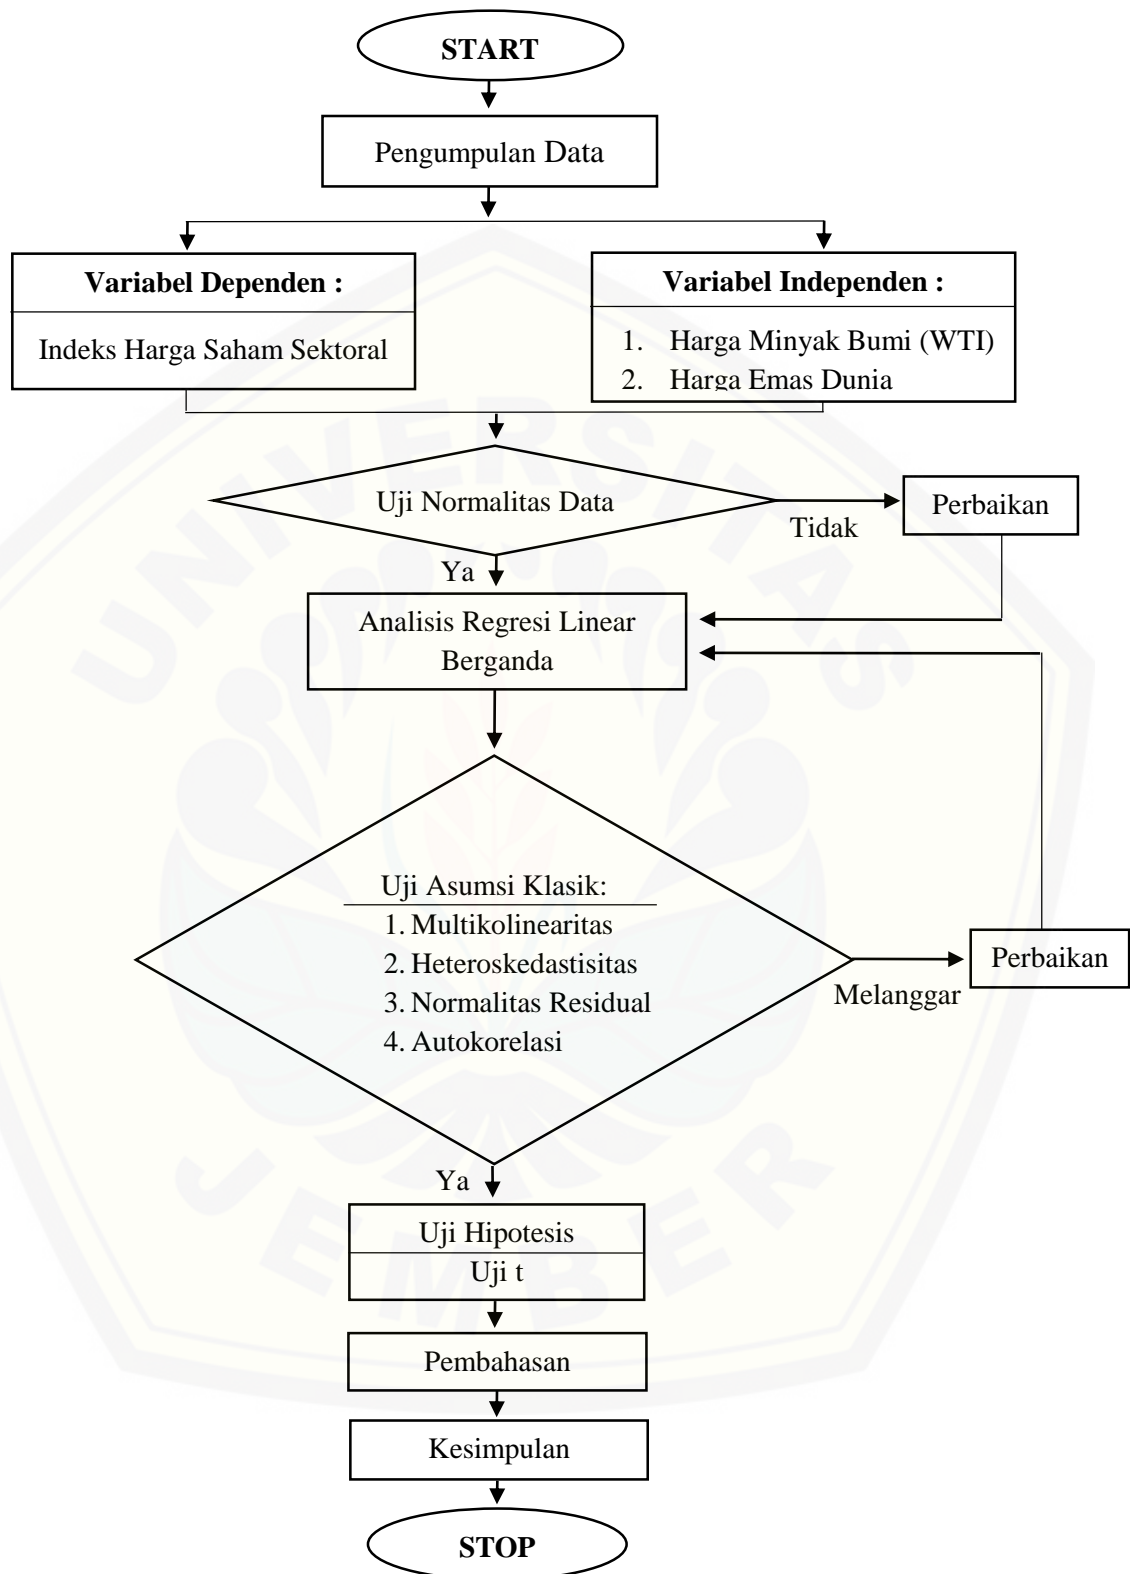 START
Pengumpulan Data
Variabel Dependen :
Indeks Harga Saham Sektoral
Variabel Independen :
1. Harga Minyak Bumi (WTI)
2. Harga Emas Dunia
Uji Normalitas Data
Tidak
Perbaikan
Ya
Analisis Regresi Linear
Berganda
Uji Asumsi Klasik:
1. Multikolinearitas
2. Heteroskedastisitas
3. Normalitas Residual
4. Autokorelasi
Melanggar
Perbaikan
Ya
Uji Hipotesis
Uji t
Pembahasan
Kesimpulan
STOP
UNIVERSITAS
JEMBER